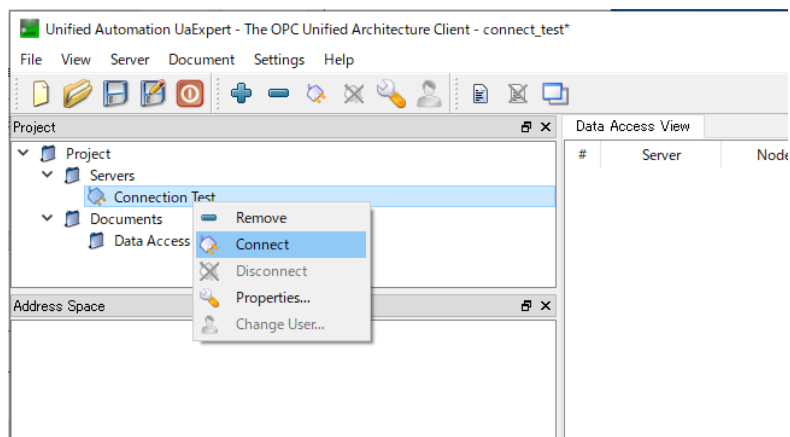 Unified Automation UaExpert - The OPC Unified Architecture Client - connect_test*
File View Server Document Settings Help
Project
Data Access View
Project
Servers
Connection Test
Documents
Data Access
Remove
Connect
Disconnect
Properties...
Change User...
Address Space
# Server Node